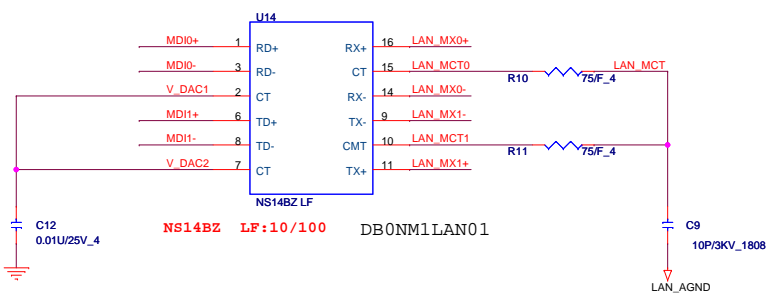 U14
MDI0+ 1 RD+ RX+ 16 LAN_MX0+
MDI0- 3 RD- CT 15 LAN_MCT0 R10 75/F_4 LAN_MCT
V_DAC1 2 CT RX- 14 LAN_MX0-
MDI1+ 6 TD+ TX- 9 LAN_MX1-
MDI1- 8 TD- CMT 10 LAN_MCT1 R11 75/F_4
V_DAC2 7 CT TX+ 11 LAN_MX1+
NS14BZ LF
C12
0.01U/25V_4
NS14BZ LF:10/100 DB0NM1LAN01
C9
10P/3KV_1808
LAN_AGND